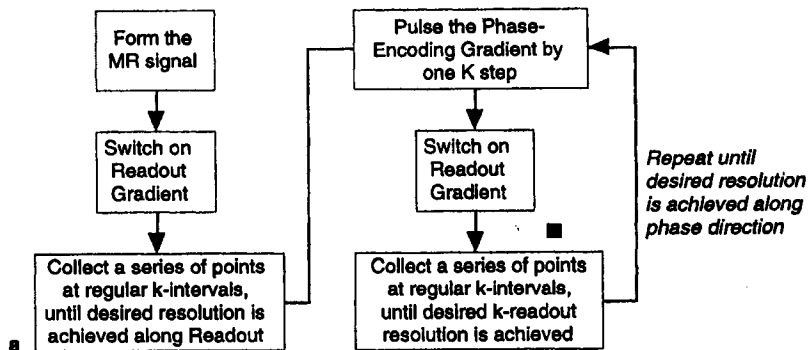 Form the
MR signal
Switch on
Readout
Gradient
Collect a series of points
at regular k-intervals,
until desired resolution is
achieved along Readout
Pulse the Phase-
Encoding Gradient by
one K step
Switch on
Readout
Gradient
Collect a series of points
at regular k-intervals,
until desired k-readout
resolution is achieved
Repeat until
desired resolution
is achieved along
phase direction
a